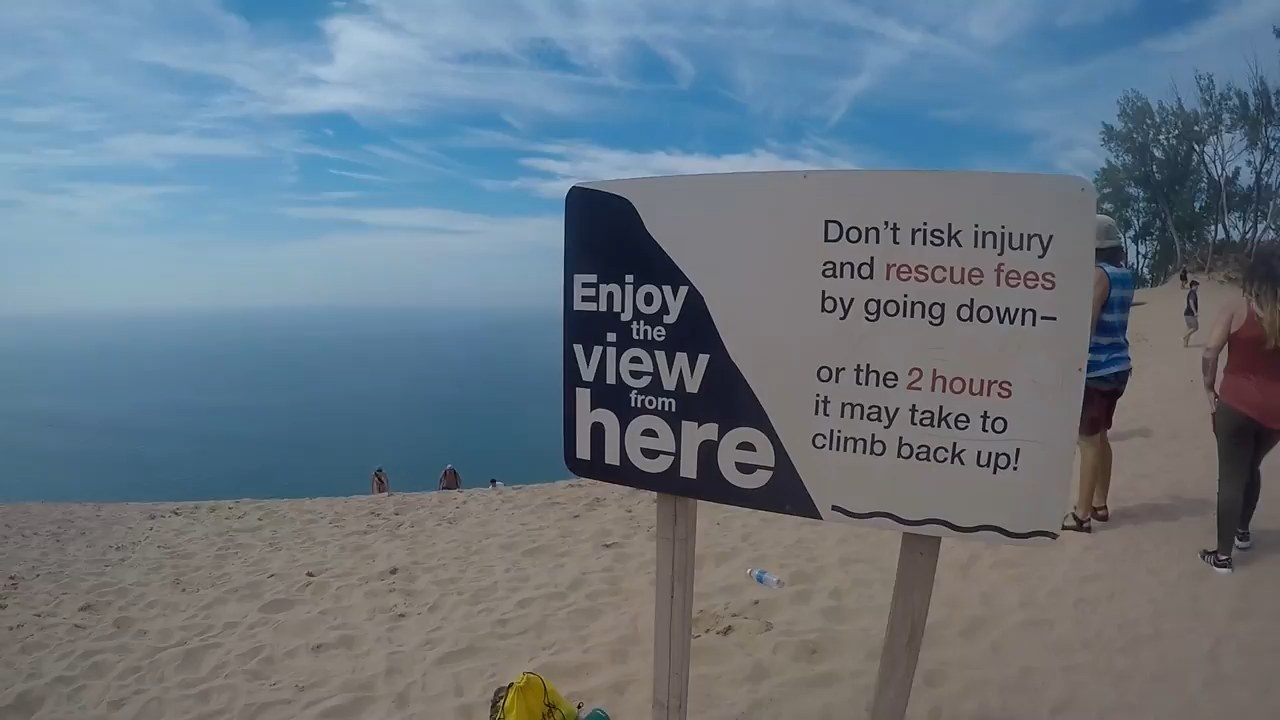 Enjoy
the
view
from
here
Don't risk injury
and rescue fees
by going down–
or the 2 hours
it may take to
climb back up!